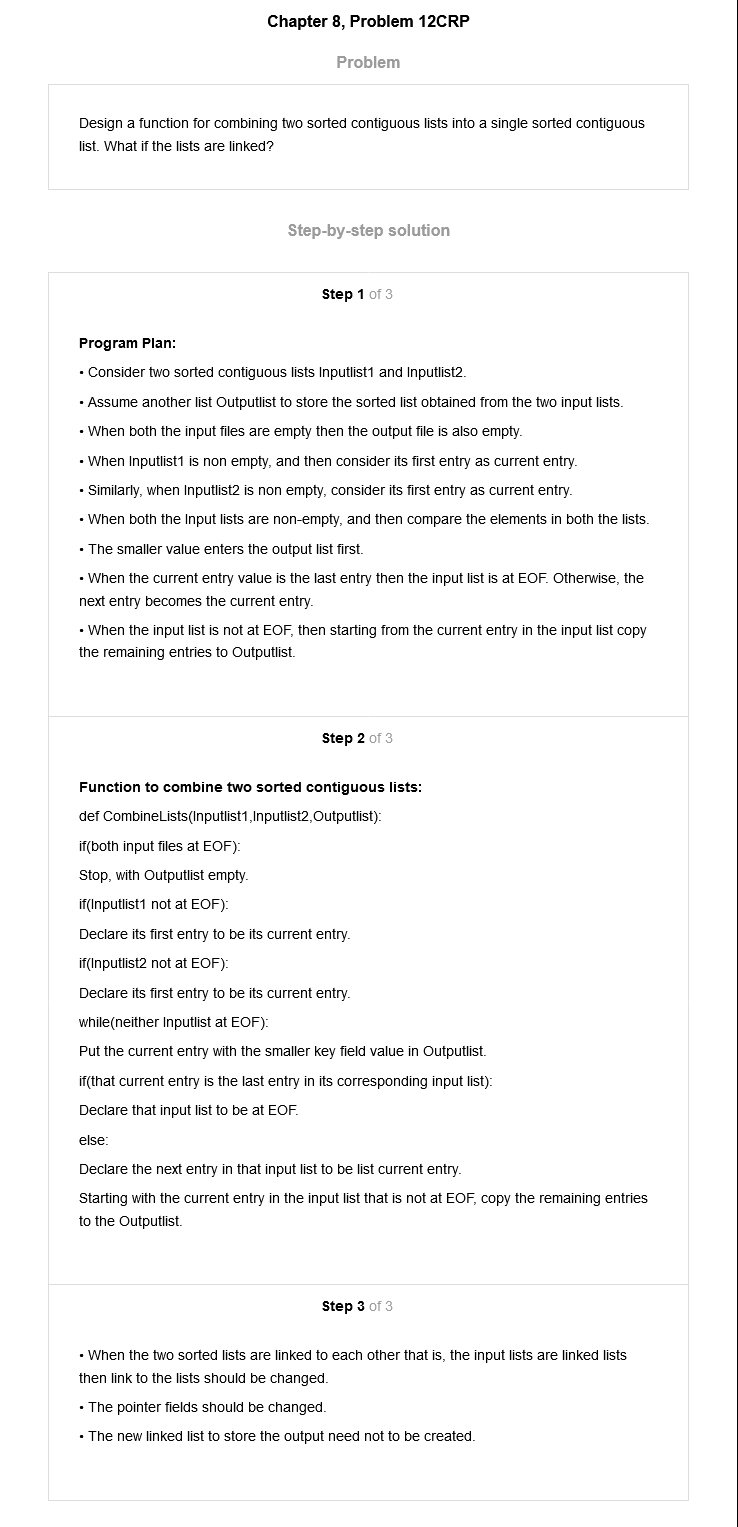 Chapter 8, Problem 12CRP
Problem
Design a function for combining two sorted contiguous lists into a single sorted contiguous
list. What if the lists are linked?
Step-by-step solution
Step 1 of 3
Program Plan:
• Consider two sorted contiguous lists Inputlist1 and Inputlist2.
• Assume another list Outputlist to store the sorted list obtained from the two input lists.
• When both the input files are empty then the output file is also empty.
• When Inputlist1 is non empty, and then consider its first entry as current entry.
• Similarly, when Inputlist2 is non empty, consider its first entry as current entry.
• When both the Input lists are non-empty, and then compare the elements in both the lists.
• The smaller value enters the output list first.
• When the current entry value is the last entry then the input list is at EOF. Otherwise, the
next entry becomes the current entry.
• When the input list is not at EOF, then starting from the current entry in the input list copy
the remaining entries to Outputlist.
Step 2 of 3
Function to combine two sorted contiguous lists:
def CombineLists(Inputlist1,Inputlist2,Outputlist):
if(both input files at EOF):
Stop, with Outputlist empty.
if(Inputlist1 not at EOF):
Declare its first entry to be its current entry.
if(Inputlist2 not at EOF):
Declare its first entry to be its current entry.
while(neither Inputlist at EOF):
Put the current entry with the smaller key field value in Outputlist.
if(that current entry is the last entry in its corresponding input list):
Declare that input list to be at EOF.
else:
Declare the next entry in that input list to be list current entry.
Starting with the current entry in the input list that is not at EOF, copy the remaining entries
to the Outputlist.
Step 3 of 3
• When the two sorted lists are linked to each other that is, the input lists are linked lists
then link to the lists should be changed.
• The pointer fields should be changed.
• The new linked list to store the output need not to be created.